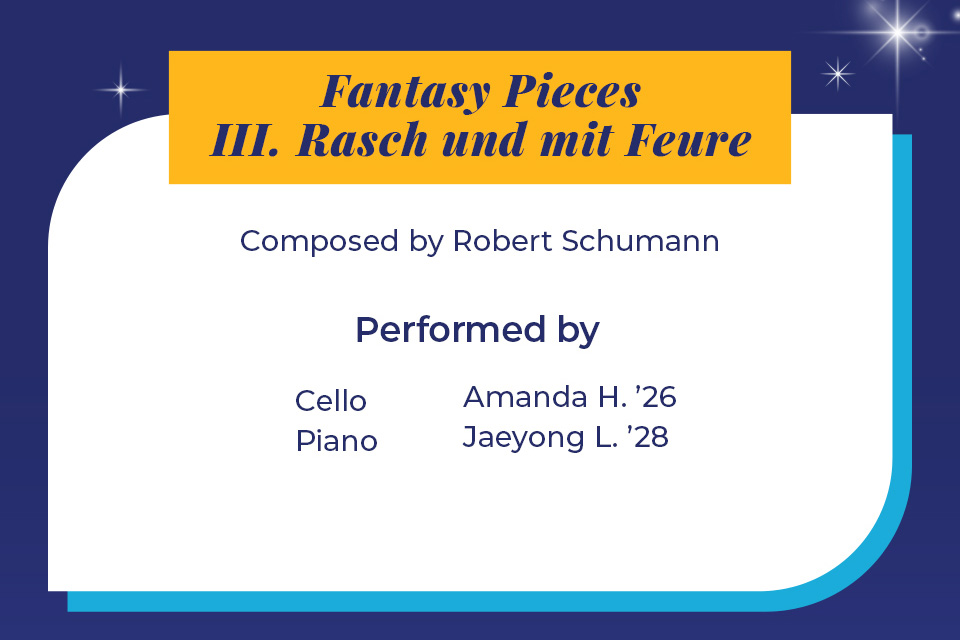 Fantasy Pieces
III. Rasch und mit Feure
Composed by Robert Schumann
Performed by
Cello Amanda H. ’26
Piano Jaeyong L. ’28